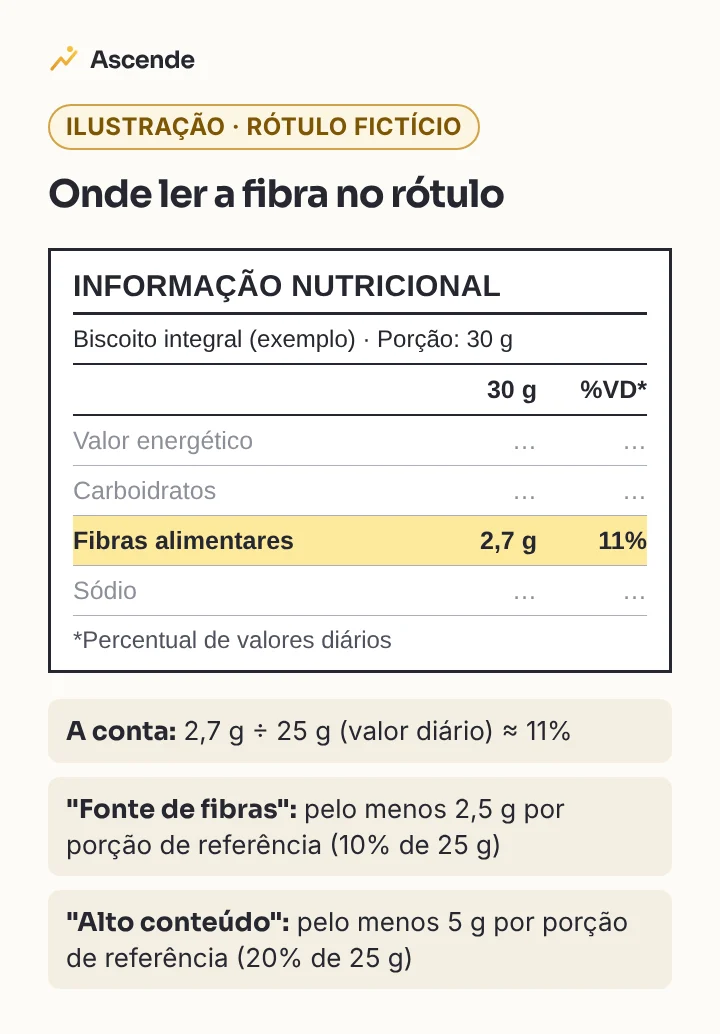 Ascende
ILUSTRAÇÃO · RÓTULO FICTÍCIO
Onde ler a fibra no rótulo
INFORMAÇÃO NUTRICIONAL
Biscoito integral (exemplo) · Porção: 30 g
30 g %VD*
Valor energético ... ...
Carboidratos ... ...
Fibras alimentares 2,7 g 11%
Sódio ... ...
*Percentual de valores diários
A conta: 2,7 g ÷ 25 g (valor diário) ≈ 11%
"Fonte de fibras": pelo menos 2,5 g por
porção de referência (10% de 25 g)
"Alto conteúdo": pelo menos 5 g por porção
de referência (20% de 25 g)